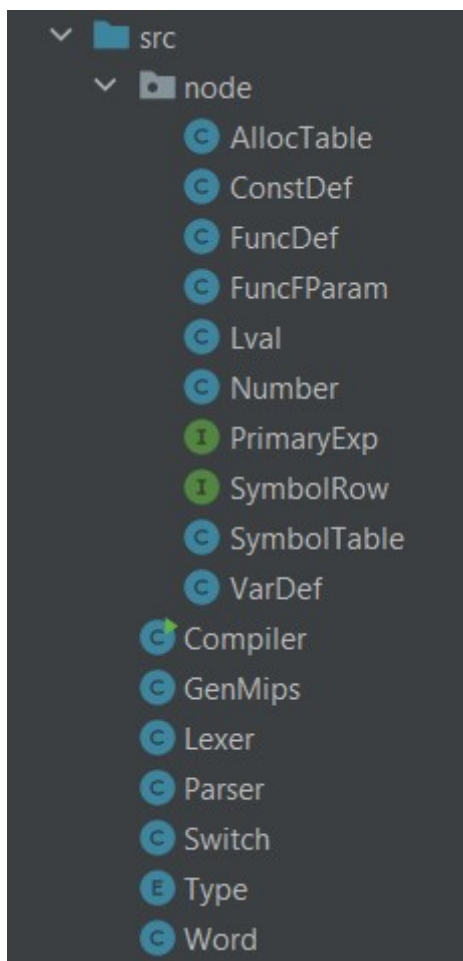 src
node
AllocTable
ConstDef
FuncDef
FuncFParam
Lval
Number
PrimaryExp
SymbolRow
SymbolTable
VarDef
Compiler
GenMips
Lexer
Parser
Switch
Type
Word